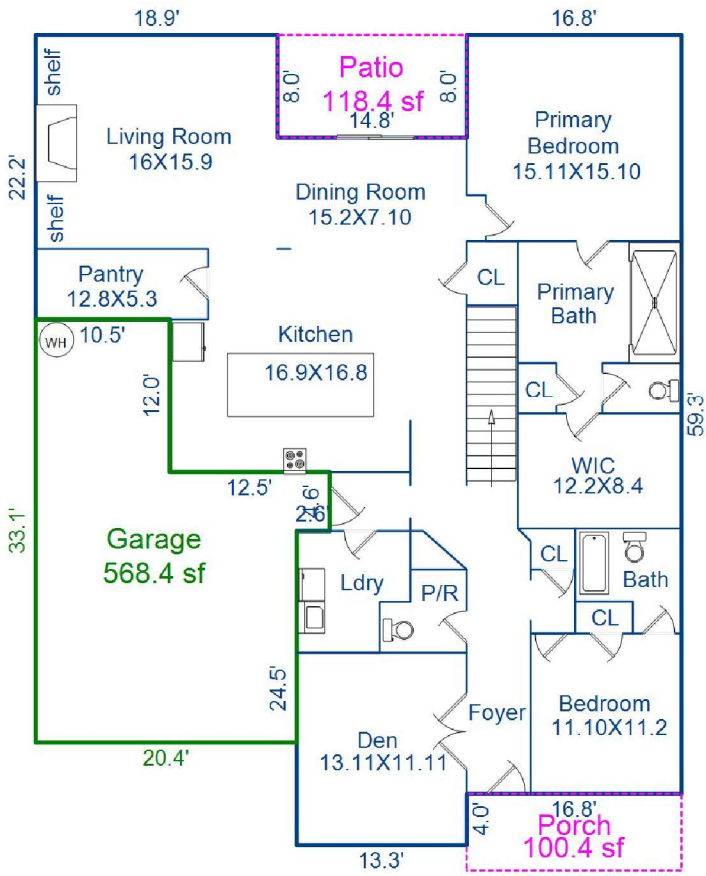 18.9'
16.8'
shelf
8.0'
Patio
118.4 sf
8.0'
14.8'
Living Room
16X15.9
Primary
Bedroom
15.11X15.10
22.2'
Dining Room
15.2X7.10
shelf
Pantry
12.8X5.3
CL
Primary
Bath
WH
10.5'
Kitchen
16.9X16.8
12.0'
CL
59.3'
WIC
12.2X8.4
12.5'
4.6'
2.6'
33.1'
Garage
568.4 sf
Ldry
P/R
CL
Bath
CL
24.5'
Den
13.11X11.11
Foyer
Bedroom
11.10X11.2
20.4'
4.0'
16.8'
Porch
100.4 sf
13.3'